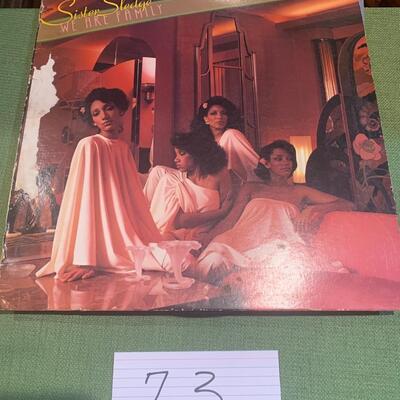 Sister Sledge
WE ARE FAMILY
73